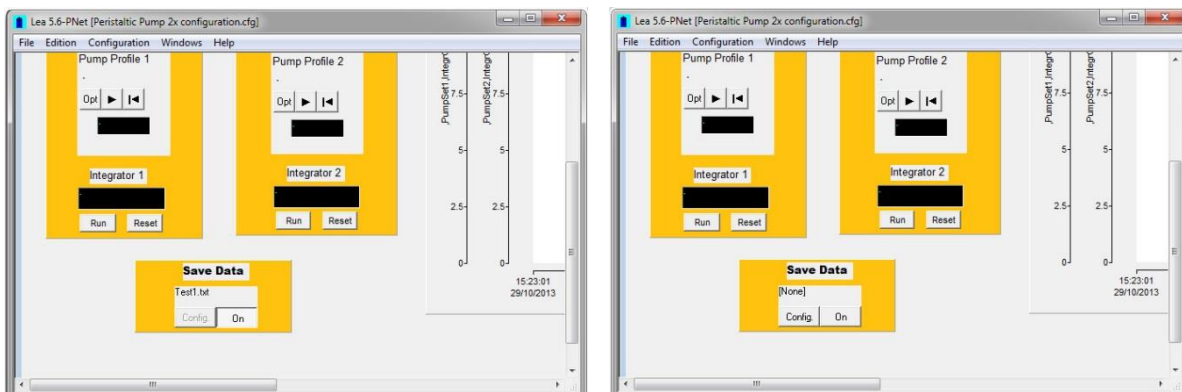 Lea 5.6-PNet [Peristaltic Pump 2x configuration.cfg]
File Edition Configuration Windows Help
Pump Profile 1
Opt
Pump Profile 2
Opt
Integrator 1
Run Reset
Integrator 2
Run Reset
Save Data
Test1.txt
Config. On
,PumpSet1,Integr
,PumpSet2,Integr
7.5
7.5
5
5
2.5
2.5
0
0
15:23:01
29/10/2013
Lea 5.6-PNet [Peristaltic Pump 2x configuration.cfg]
File Edition Configuration Windows Help
Pump Profile 1
Opt
Pump Profile 2
Opt
Integrator 1
Run Reset
Integrator 2
Run Reset
Save Data
[None]
Config. On
,PumpSet1,Integr
,PumpSet2,Integr
7.5
7.5
5
5
2.5
2.5
0
0
15:23:01
29/10/2013